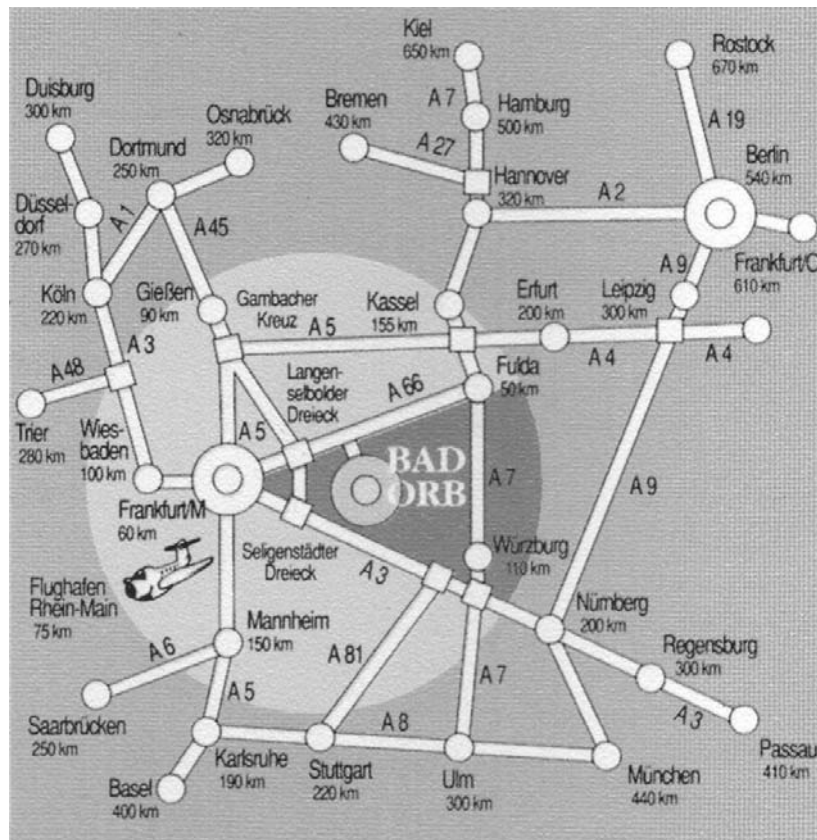 Kiel
650 km
Rostock
670 km
Duisburg
300 km
Bremen
430 km
A 7
Hamburg
500 km
Osnabrück
320 km
A 19
Dortmund
250 km
A 27
Berlin
540 km
Hannover
320 km
A 2
Düssel-
dorf
270 km
A 1
A 45
A 9
Frankfurt/O
610 km
Köln
220 km
Gießen
90 km
Gambacher
Kreuz
Kassel
155 km
Erfurt
200 km
Leipzig
300 km
A 3
A 5
A 4
A 4
A 48
Langen-
selbolder
Dreieck
A 66
Fulda
50 km
Trier
280 km
Wies-
baden
100 km
A 5
BAD
ORB
A 7
A 9
Frankfurt/M
60 km
Seligenstädter
Dreieck
A 3
Würzburg
110 km
Flughafen
Rhein-Main
75 km
Nürnberg
200 km
Mannheim
150 km
A 6
A 81
A 7
Regensburg
300 km
A 5
A 3
Saarbrücken
250 km
A 8
Karlsruhe
190 km
Stuttgart
220 km
Ulm
300 km
München
440 km
Passau
410 km
Basel
400 km